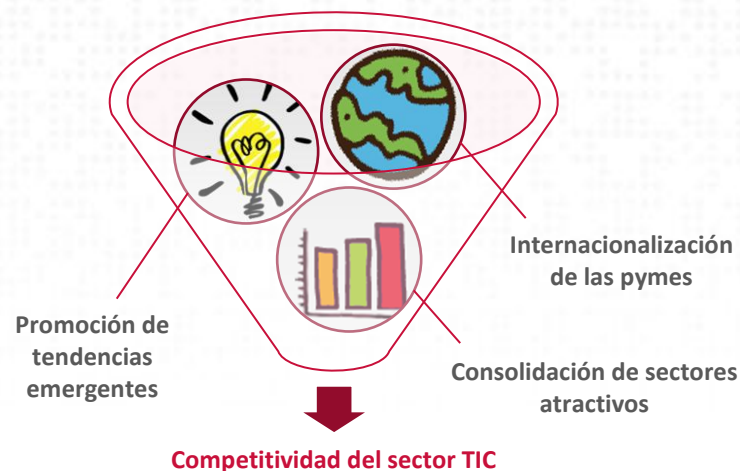 Internacionalización
de las pymes
Promoción de
tendencias
emergentes
Consolidación de sectores
atractivos
Competitividad del sector TIC